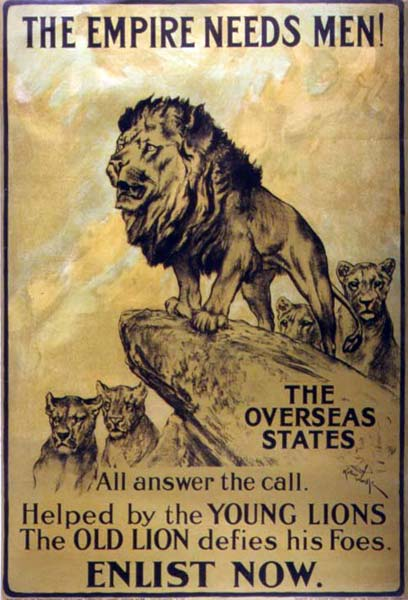 THE EMPIRE NEEDS MEN!
THE
OVERSEAS
STATES
All answer the call.
Helped by the YOUNG LIONS
The OLD LION defies his Foes.
ENLIST NOW.